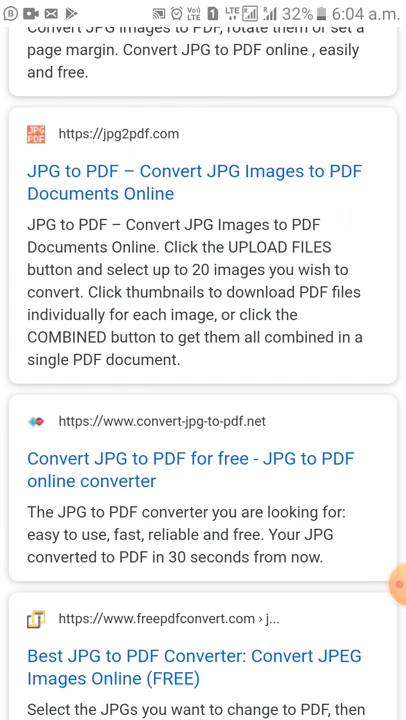 32% 6:04 a.m.
Convert JPG images to PDF, rotate them or set a
page margin. Convert JPG to PDF online , easily
and free.
https://jpg2pdf.com
JPG to PDF – Convert JPG Images to PDF
Documents Online
JPG to PDF – Convert JPG Images to PDF
Documents Online. Click the UPLOAD FILES
button and select up to 20 images you wish to
convert. Click thumbnails to download PDF files
individually for each image, or click the
COMBINED button to get them all combined in a
single PDF document.
https://www.convert-jpg-to-pdf.net
Convert JPG to PDF for free - JPG to PDF
online converter
The JPG to PDF converter you are looking for:
easy to use, fast, reliable and free. Your JPG
converted to PDF in 30 seconds from now.
https://www.freepdfconvert.com › j...
Best JPG to PDF Converter: Convert JPEG
Images Online (FREE)
Select the JPGs you want to change to PDF, then